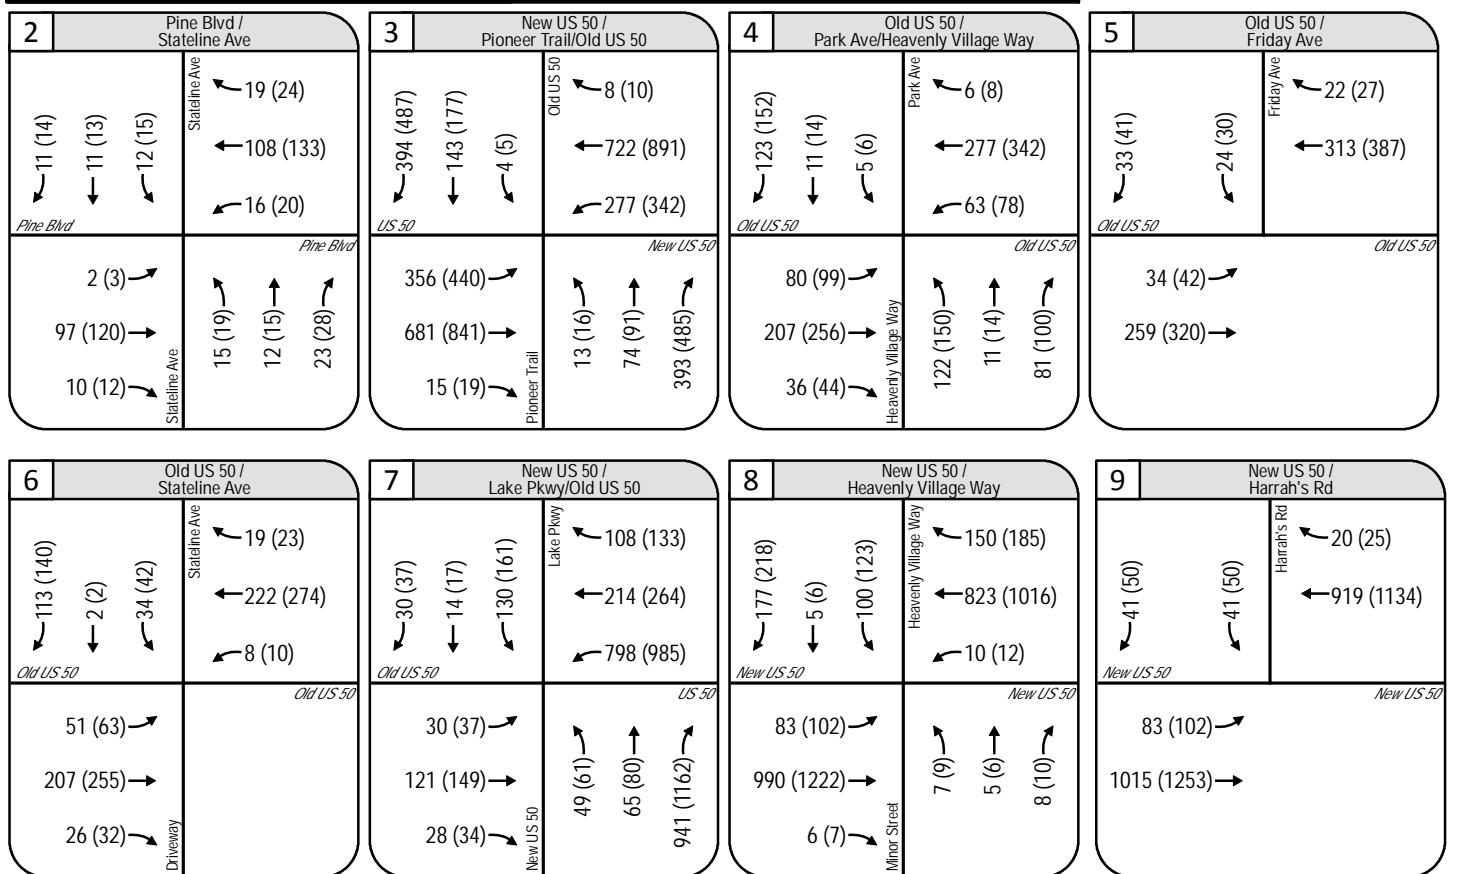 2
Pine Blvd /
Stateline Ave
Stateline Ave
11 (14)
11 (13)
12 (15)
19 (24)
108 (133)
16 (20)
Pine Blvd
Pine Blvd
2 (3)
97 (120)
10 (12)
Stateline Ave
15 (19)
12 (15)
23 (28)
3
New US 50 /
Pioneer Trail/Old US 50
Old US 50
394 (487)
143 (177)
4 (5)
8 (10)
722 (891)
277 (342)
US 50
New US 50
356 (440)
681 (841)
15 (19)
Pioneer Trail
13 (16)
74 (91)
393 (485)
4
Old US 50 /
Park Ave/Heavenly Village Way
Park Ave
123 (152)
11 (14)
5 (6)
6 (8)
277 (342)
63 (78)
Old US 50
Old US 50
80 (99)
207 (256)
36 (44)
Heavenly Village Way
122 (150)
11 (14)
81 (100)
5
Old US 50 /
Friday Ave
Friday Ave
33 (41)
24 (30)
22 (27)
313 (387)
Old US 50
Old US 50
34 (42)
259 (320)
6
Old US 50 /
Stateline Ave
Stateline Ave
113 (140)
2 (2)
34 (42)
19 (23)
222 (274)
8 (10)
Old US 50
Old US 50
51 (63)
207 (255)
26 (32)
Driveway
7
New US 50 /
Lake Pkwy/Old US 50
Lake Pkwy
30 (37)
14 (17)
130 (161)
108 (133)
214 (264)
798 (985)
Old US 50
US 50
30 (37)
121 (149)
28 (34)
New US 50
49 (61)
65 (80)
941 (1162)
8
New US 50 /
Heavenly Village Way
Heavenly Village Way
177 (218)
5 (6)
100 (123)
150 (185)
823 (1016)
10 (12)
New US 50
New US 50
83 (102)
990 (1222)
6 (7)
Minor Street
7 (9)
5 (6)
8 (10)
9
New US 50 /
Harrah's Rd
Harrah's Rd
41 (50)
41 (50)
20 (25)
919 (1134)
New US 50
New US 50
83 (102)
1015 (1253)